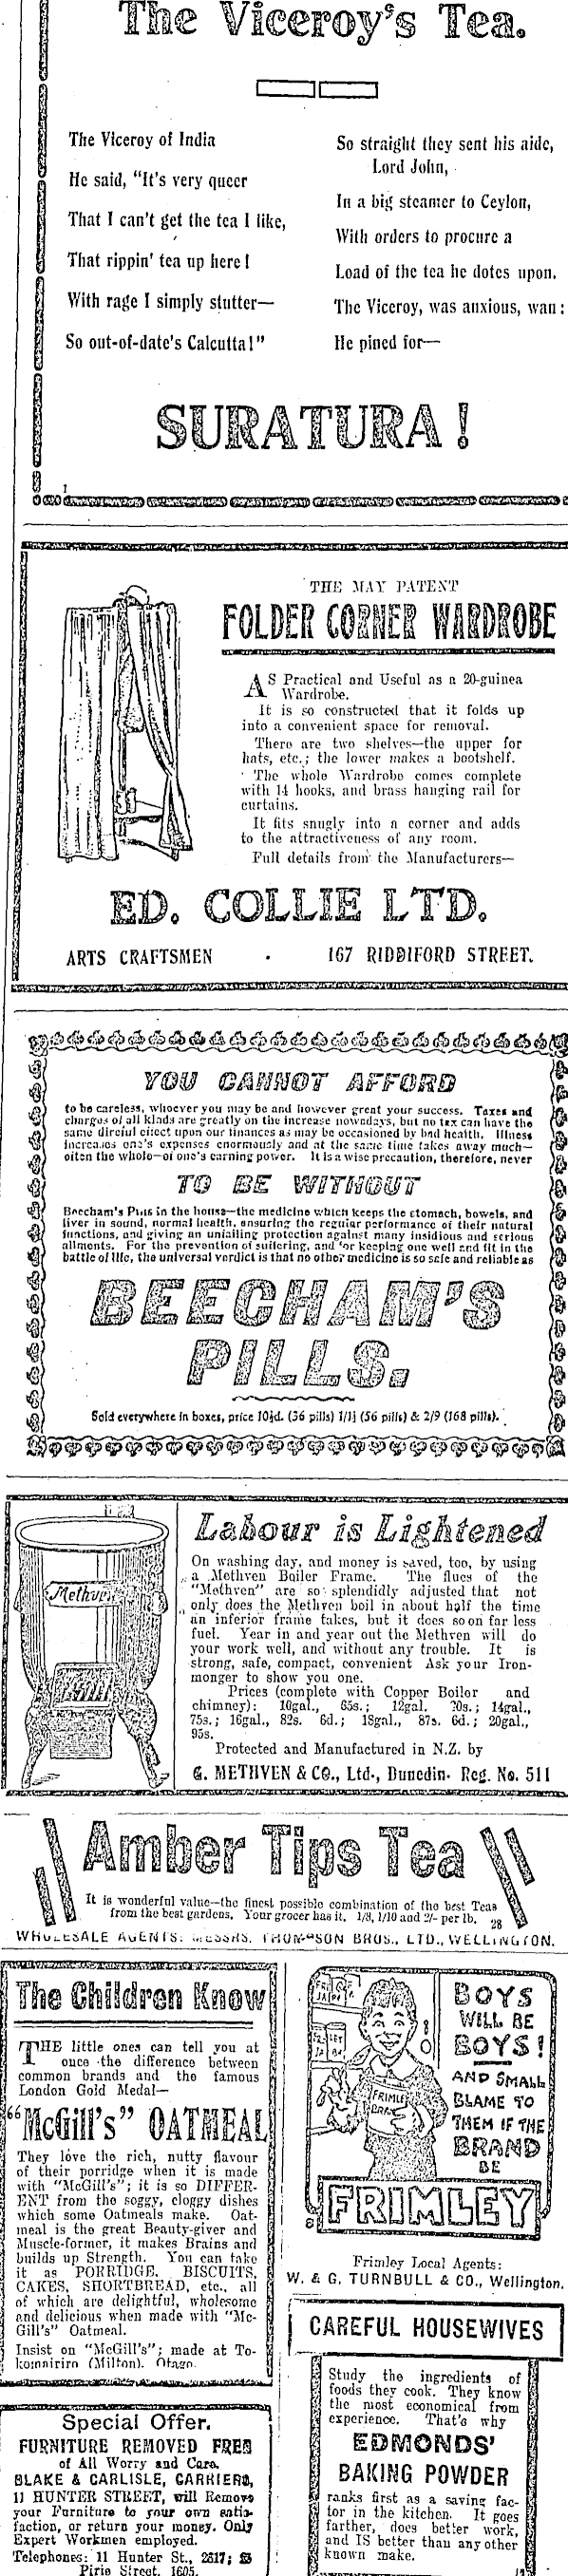 The Viceroy's Tea.
The Viceroy of India
He said, "It's very queer
That I can't get the tea I like,
That rippin' tea up here!
With rage I simply stutter—
So out-of-date's Calcutta!"
So straight they sent his aide,
Lord John,
In a big steamer to Ceylon,
With orders to procure a
Load of the tea he dotes upon.
The Viceroy, was anxious, wan:
He pined for—
SURATURA!
1
THE MAY PATENT
FOLDER CORNER WARDROBE
AS Practical and Useful as a 20-guinea
Wardrobe.
It is so constructed that it folds up
into a convenient space for removal.
There are two shelves—the upper for
hats, etc.; the lower makes a bootshelf.
The whole Wardrobe comes complete
with 14 hooks, and brass hanging rail for
curtains.
It fits snugly into a corner and adds
to the attractiveness of any room.
Full details from the Manufacturers—
ED. COLLIE LTD.
ARTS CRAFTSMEN . 167 RIDDIFORD STREET.
YOU CANNOT AFFORD
to be careless, whoever you may be and however great your success. Taxes and
charges of all kinds are greatly on the increase nowadays, but no tax can have the
same direful effect upon our finances as may be occasioned by bad health. Illness
increases one's expenses enormously and at the same time takes away much—
often the whole—of one's earning power. It is a wise precaution, therefore, never
TO BE WITHOUT
Beecham's Pills in the house—the medicine which keeps the stomach, bowels, and
liver in sound, normal health, ensuring the regular performance of their natural
functions, and giving an unfailing protection against many insidious and serious
ailments. For the prevention of suffering, and for keeping one well and fit in the
battle of life, the universal verdict is that no other medicine is so safe and reliable as
BEECHAM'S
PILLS.
Sold everywhere in boxes, price 10½d. (36 pills) 1/1½ (56 pills) & 2/9 (168 pills).
Methven
Labour is Lightened
On washing day, and money is saved, too, by using
a Methven Boiler Frame. The flues of the
"Methven" are so splendidly adjusted that not
only does the Methven boil in about half the time
an inferior frame takes, but it does so on far less
fuel. Year in and year out the Methven will do
your work well, and without any trouble. It is
strong, safe, compact, convenient Ask your Iron-
monger to show you one.
Prices (complete with Copper Boiler and
chimney): 10gal., 65s.; 12gal. 70s.; 14gal.,
75s.; 16gal., 82s. 6d.; 18gal., 87s. 6d.; 20gal.,
95s.
Protected and Manufactured in N.Z. by
G. METHVEN & CO., Ltd., Dunedin. Reg. No. 511
Amber Tips Tea
It is wonderful value—the finest possible combination of the best Teas
from the best gardens. Your grocer has it. 1/8, 1/10 and 2/- per lb. 28
WHOLESALE AGENTS: MESSRS. THOMPSON BROS., LTD., WELLINGTON.
The Children Know
THE little ones can tell you at
once the difference between
common brands and the famous
London Gold Medal—
"McGill's" OATMEAL
They love the rich, nutty flavour
of their porridge when it is made
with "McGill's"; it is so DIFFER-
ENT from the soggy, cloggy dishes
which some Oatmeals make. Oat-
meal is the great Beauty-giver and
Muscle-former, it makes Brains and
builds up Strength. You can take
it as PORRIDGE, BISCUITS,
CAKES, SHORTBREAD, etc., all
of which are delightful, wholesome
and delicious when made with "Mc-
Gill's" Oatmeal.
Insist on "McGill's"; made at To-
komairiro (Milton). Otago.
Special Offer.
FURNITURE REMOVED FREE
of All Worry and Care.
BLAKE & CARLISLE, CARRIERS,
11 HUNTER STREET, will Remove
your Furniture to your own satis-
faction, or return your money. Only
Expert Workmen employed.
Telephones: 11 Hunter St., 2617; 23
Pirie Street, 1605.
BOYS
WILL BE
BOYS!
AND SMALL
BLAME TO
THEM IF THE
BRAND
BE
FRIMLEY
FRIMLEY
8
Frimley Local Agents:
W. & G. TURNBULL & CO., Wellington.
CAREFUL HOUSEWIVES
Study the ingredients of
foods they cook. They know
the most economical from
experience. That's why
EDMONDS'
BAKING POWDER
ranks first as a saving fac-
tor in the kitchen. It goes
farther, does better work,
and IS better than any other
known make.